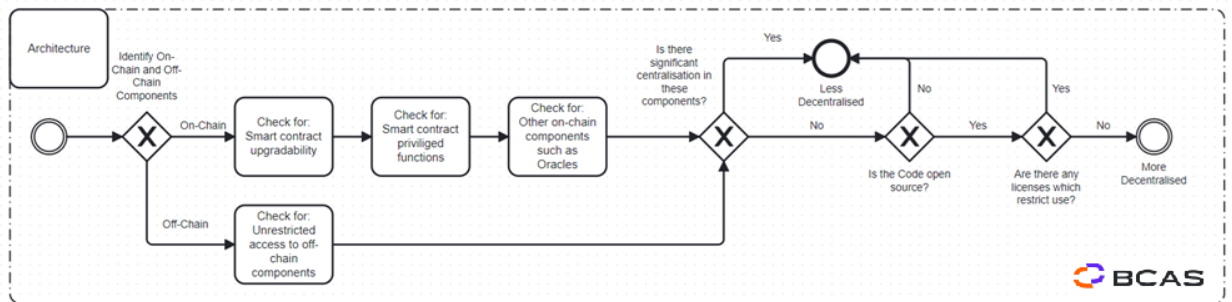 Architecture
Identify On-
Chain and Off-
Chain
Components
On-Chain
Check for:
Smart contract
upgradability
Check for:
Smart contract
priviliged
functions
Check for:
Other on-chain
components
such as
Oracles
Is there
significant
centralisation in
these
components?
Yes
Less
Decentralised
No
Is the Code open
source?
No
Yes
Are there any
licenses which
restrict use?
Yes
No
More
Decentralised
Off-Chain
Check for:
Unrestricted
access to off-
chain
components
BCAS